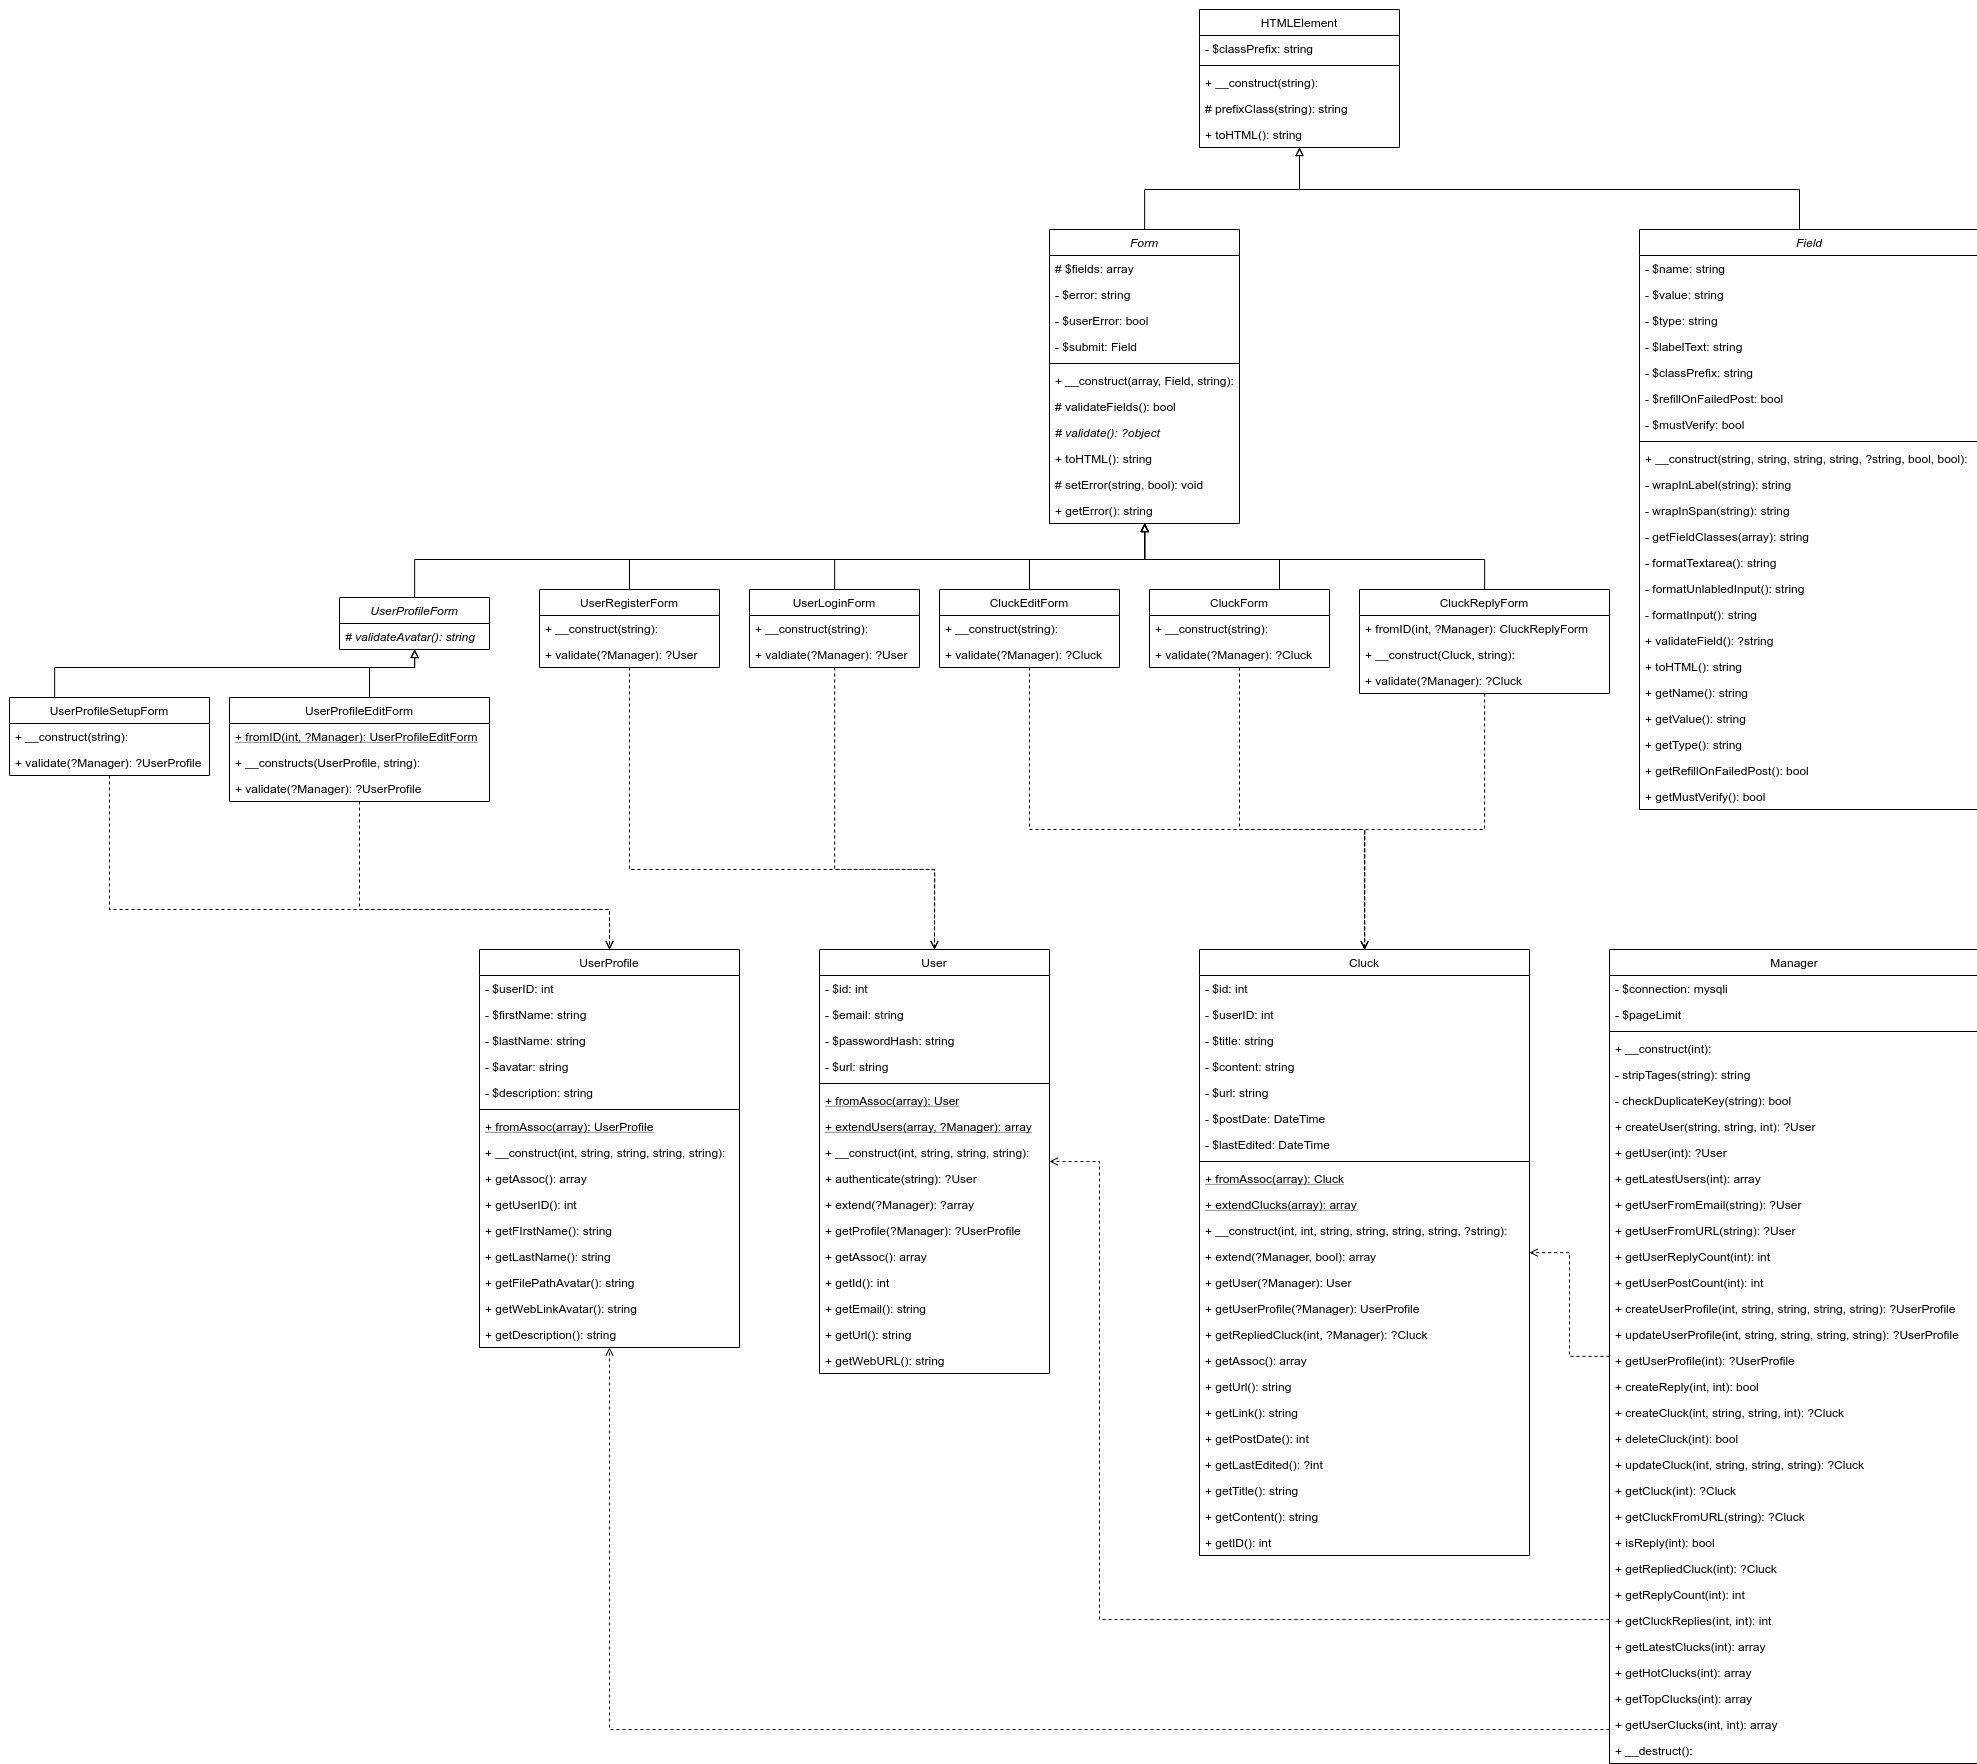 HTMLElement
- $classPrefix: string
+ __construct(string):
# prefixClass(string): string
+ toHTML(): string
Form
# $fields: array
- $error: string
- $userError: bool
- $submit: Field
+ __construct(array, Field, string):
# validateFields(): bool
# validate(): ?object
+ toHTML(): string
# setError(string, bool): void
+ getError(): string
Field
- $name: string
- $value: string
- $type: string
- $labelText: string
- $classPrefix: string
- $refillOnFailedPost: bool
- $mustVerify: bool
+ __construct(string, string, string, string, ?string, bool, bool):
- wrapInLabel(string): string
- wrapInSpan(string): string
- getFieldClasses(array): string
- formatTextarea(): string
- formatUnlabledInput(): string
- formatInput(): string
+ validateField(): ?string
+ toHTML(): string
+ getName(): string
+ getValue(): string
+ getType(): string
+ getRefillOnFailedPost(): bool
+ getMustVerify(): bool
UserProfileForm
# validateAvatar(): string
UserRegisterForm
+ __construct(string):
+ validate(?Manager): ?User
UserLoginForm
+ __construct(string):
+ valdiate(?Manager): ?User
CluckEditForm
+ __construct(string):
+ validate(?Manager): ?Cluck
CluckForm
+ __construct(string):
+ validate(?Manager): ?Cluck
CluckReplyForm
+ fromID(int, ?Manager): CluckReplyForm
+ __construct(Cluck, string):
+ validate(?Manager): ?Cluck
UserProfileSetupForm
+ __construct(string):
+ validate(?Manager): ?UserProfile
UserProfileEditForm
+ fromID(int, ?Manager): UserProfileEditForm
+ __constructs(UserProfile, string):
+ validate(?Manager): ?UserProfile
UserProfile
- $userID: int
- $firstName: string
- $lastName: string
- $avatar: string
- $description: string
+ fromAssoc(array): UserProfile
+ __construct(int, string, string, string, string):
+ getAssoc(): array
+ getUserID(): int
+ getFIrstName(): string
+ getLastName(): string
+ getFilePathAvatar(): string
+ getWebLinkAvatar(): string
+ getDescription(): string
User
- $id: int
- $email: string
- $passwordHash: string
- $url: string
+ fromAssoc(array): User
+ extendUsers(array, ?Manager): array
+ __construct(int, string, string, string):
+ authenticate(string): ?User
+ extend(?Manager): ?array
+ getProfile(?Manager): ?UserProfile
+ getAssoc(): array
+ getId(): int
+ getEmail(): string
+ getUrl(): string
+ getWebURL(): string
Cluck
- $id: int
- $userID: int
- $title: string
- $content: string
- $url: string
- $postDate: DateTime
- $lastEdited: DateTime
+ fromAssoc(array): Cluck
+ extendClucks(array): array
+ __construct(int, int, string, string, string, string, ?string):
+ extend(?Manager, bool): array
+ getUser(?Manager): User
+ getUserProfile(?Manager): UserProfile
+ getRepliedCluck(int, ?Manager): ?Cluck
+ getAssoc(): array
+ getUrl(): string
+ getLink(): string
+ getPostDate(): int
+ getLastEdited(): ?int
+ getTitle(): string
+ getContent(): string
+ getID(): int
Manager
- $connection: mysqli
- $pageLimit
+ __construct(int):
- stripTages(string): string
- checkDuplicateKey(string): bool
+ createUser(string, string, int): ?User
+ getUser(int): ?User
+ getLatestUsers(int): array
+ getUserFromEmail(string): ?User
+ getUserFromURL(string): ?User
+ getUserReplyCount(int): int
+ getUserPostCount(int): int
+ createUserProfile(int, string, string, string, string): ?UserProfile
+ updateUserProfile(int, string, string, string, string): ?UserProfile
+ getUserProfile(int): ?UserProfile
+ createReply(int, int): bool
+ createCluck(int, string, string, int): ?Cluck
+ deleteCluck(int): bool
+ updateCluck(int, string, string, string): ?Cluck
+ getCluck(int): ?Cluck
+ getCluckFromURL(string): ?Cluck
+ isReply(int): bool
+ getRepliedCluck(int): ?Cluck
+ getReplyCount(int): int
+ getCluckReplies(int, int): int
+ getLatestClucks(int): array
+ getHotClucks(int): array
+ getTopClucks(int): array
+ getUserClucks(int, int): array
+ __destruct():